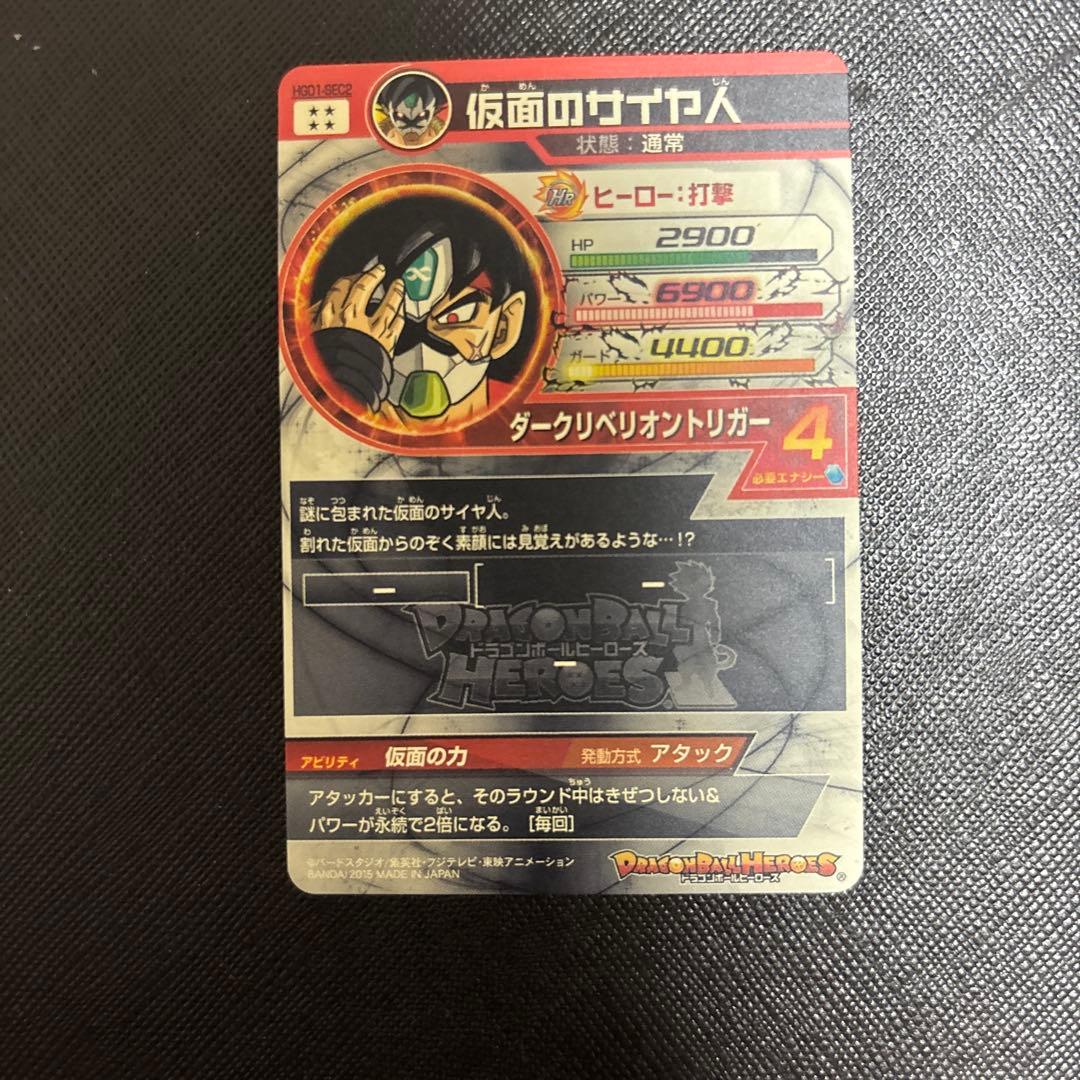 HGD1-SEC2
仮面のサイヤ人
状態：通常
HR ヒーロー：打撃
HP 2900
パワー 6900
ガード 4400
ダークリベリオントリガー
4
必要エナジー
謎に包まれた仮面のサイヤ人。
割れた仮面からのぞく素顔には見覚えがあるような…!?
ー ー
DRAGON BALL
ドラゴンボールヒーローズ
ー
HEROES
アビリティ 仮面の力 発動方式 アタック
アタッカーにすると、そのラウンド中はきぜつしない&
パワーが永続で2倍になる。［毎回］
©バードスタジオ/集英社・フジテレビ・東映アニメーション
BANDAI 2015 MADE IN JAPAN
DRAGON BALL HEROES
ドラゴンボールヒーローズ